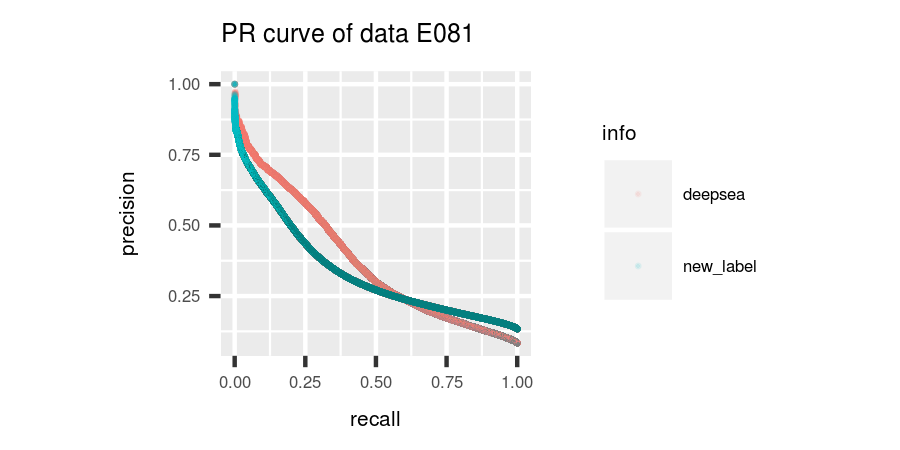 PR curve of data E081
1.00
0.75
0.50
0.25
precision
0.00 0.25 0.50 0.75 1.00
recall
info
deepsea
new_label